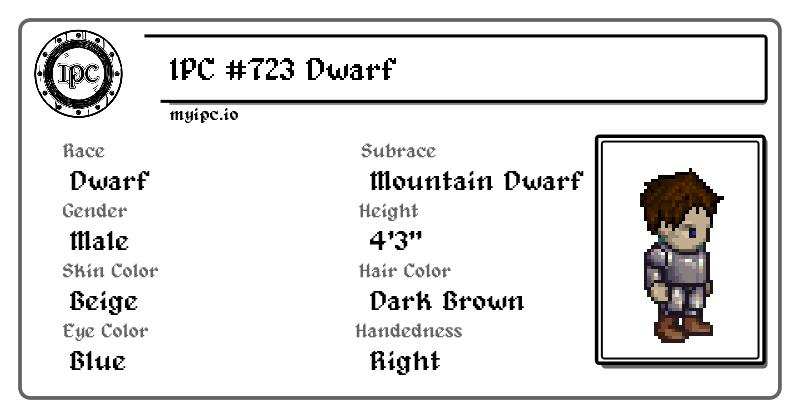 IPC
IPC #723 Dwarf
myipc.io
Race
Dwarf
Subrace
Mountain Dwarf
Gender
Male
Height
4'3"
Skin Color
Beige
Hair Color
Dark Brown
Eye Color
Blue
Handedness
Right